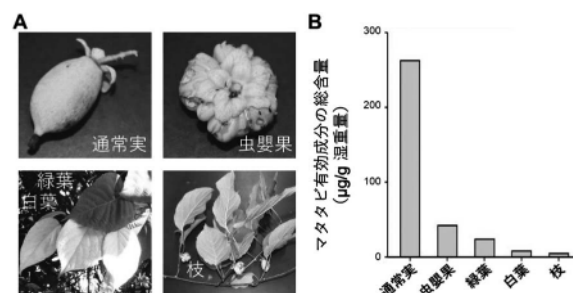 A
通常実
虫嬰果
緑葉
白葉
枝
B
マタタビ有効成分の総含量
(μg/g 湿重量)
300
200
100
0
通常実
虫嬰果
緑葉
白葉
枝